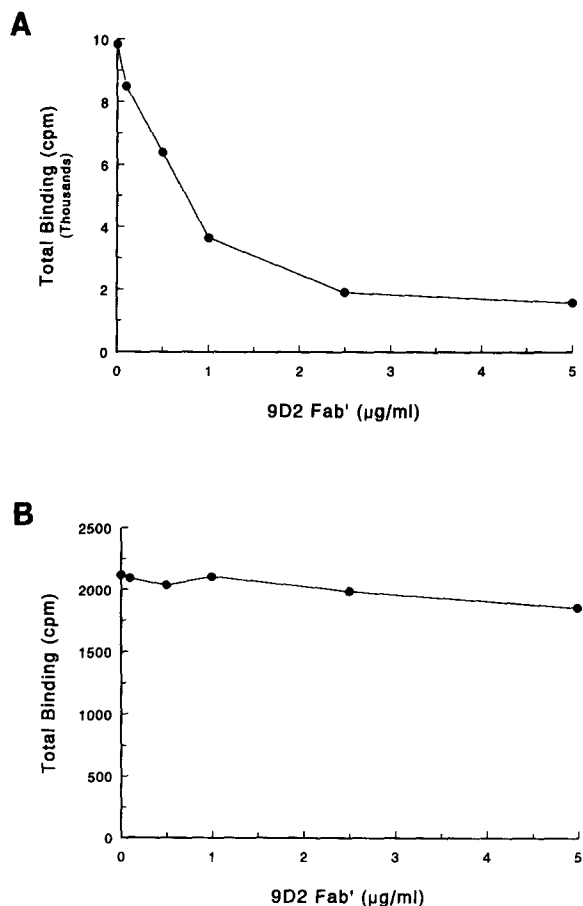 A
10
8
6
4
2
0
Total Binding (cpm)
(Thousands)
0 1 2 3 4 5
9D2 Fab' (µg/ml)
B
2500
2000
1500
1000
500
0
Total Binding (cpm)
0 1 2 3 4 5
9D2 Fab' (µg/ml)